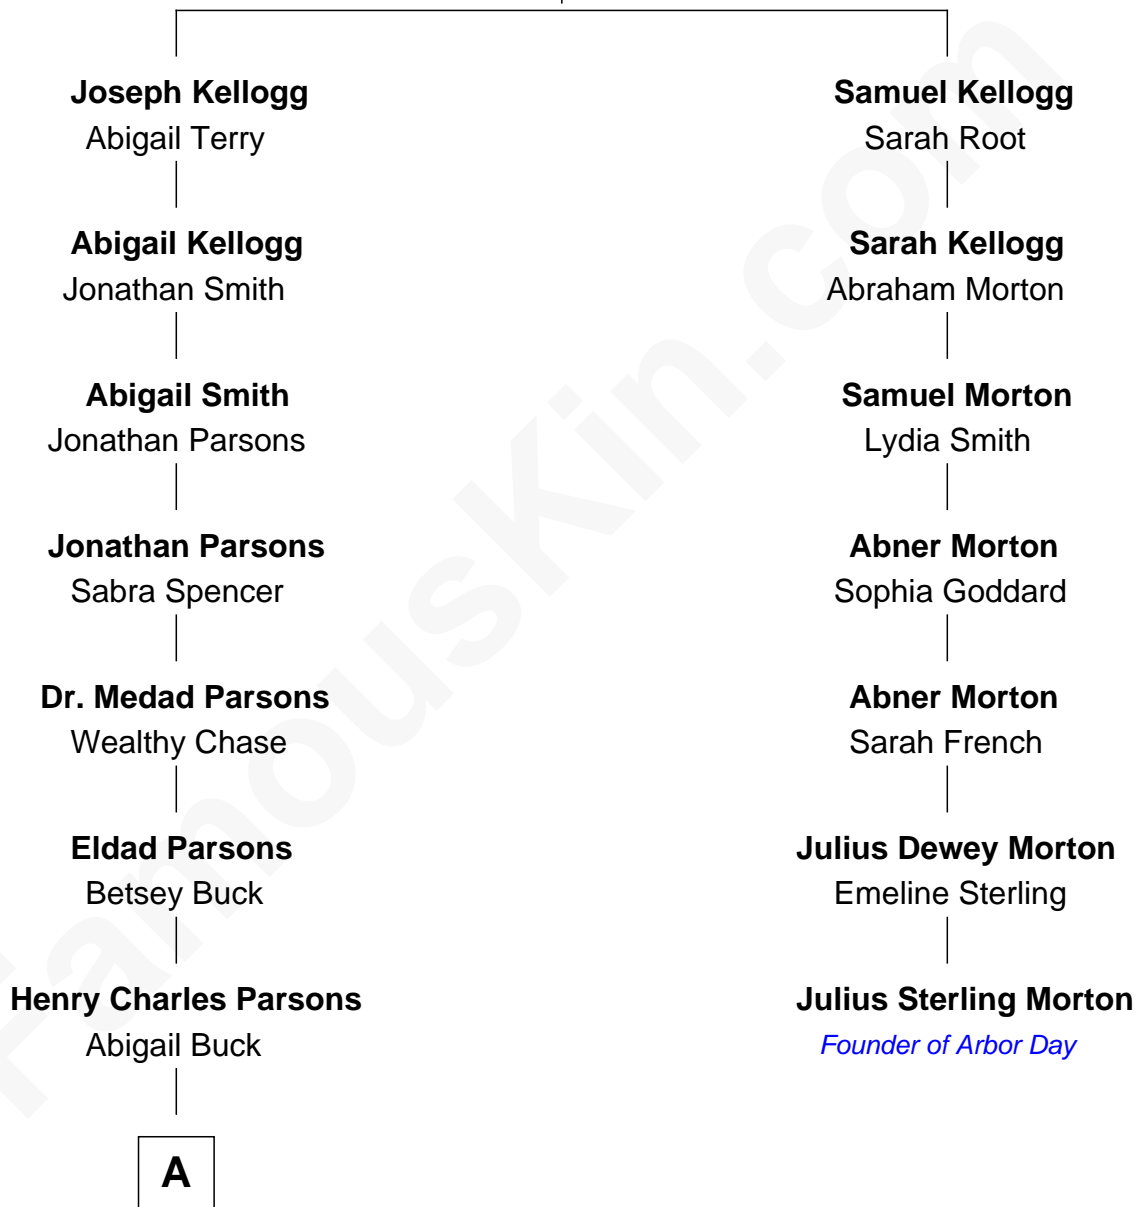 Joseph Kellogg
Abigail Terry
Abigail Kellogg
Jonathan Smith
Abigail Smith
Jonathan Parsons
Jonathan Parsons
Sabra Spencer
Dr. Medad Parsons
Wealthy Chase
Eldad Parsons
Betsey Buck
Henry Charles Parsons
Abigail Buck
A
Samuel Kellogg
Sarah Root
Sarah Kellogg
Abraham Morton
Samuel Morton
Lydia Smith
Abner Morton
Sophia Goddard
Abner Morton
Sarah French
Julius Dewey Morton
Emeline Sterling
Julius Sterling Morton
Founder of Arbor Day
FamousKin.com